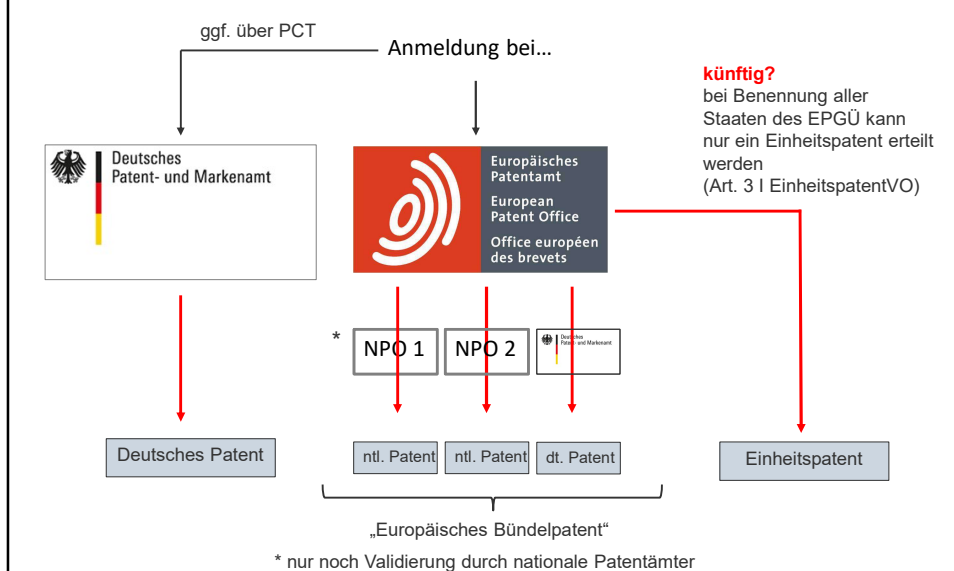 ggf. über PCT
Anmeldung bei...
künftig?
bei Benennung aller
Staaten des EPGÜ kann
nur ein Einheitspatent erteilt
werden
(Art. 3 I EinheitspatentVO)
Deutsches
Patent- und Markenamt
Europäisches
Patentamt
European
Patent Office
Office européen
des brevets
*
NPO 1
NPO 2
Deutsches
Patent- und Markenamt
Deutsches Patent
ntl. Patent
ntl. Patent
dt. Patent
Einheitspatent
„Europäisches Bündelpatent“
* nur noch Validierung durch nationale Patentämter